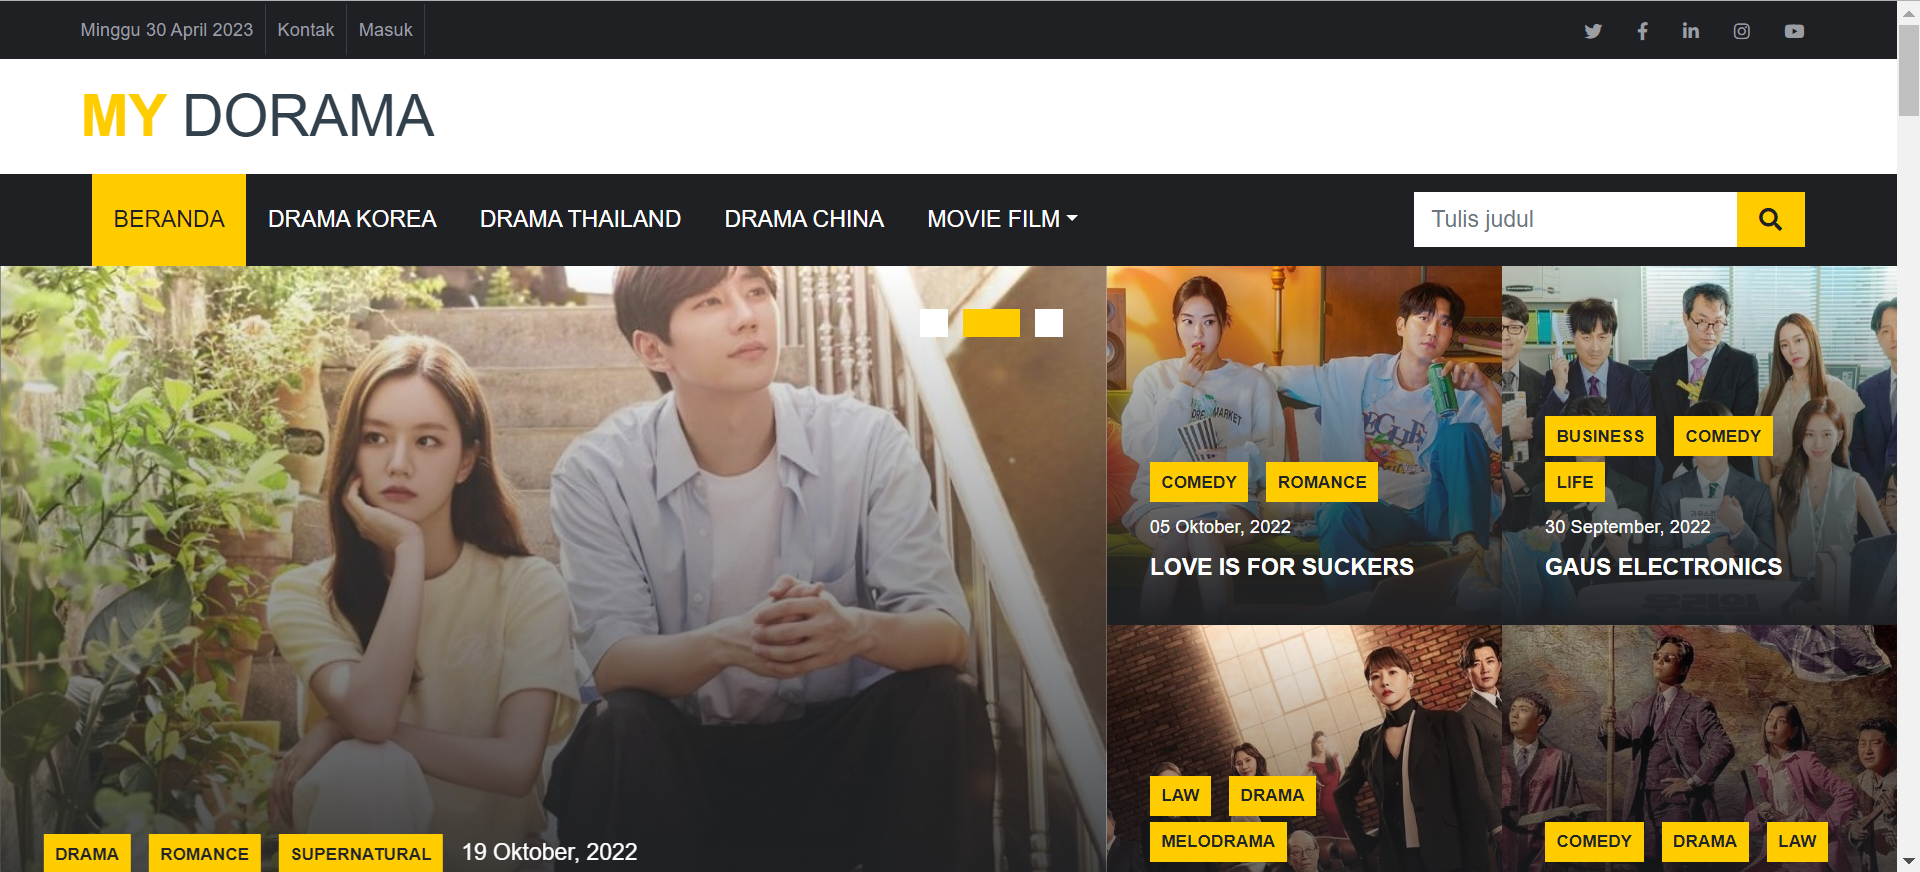 Minggu 30 April 2023 Kontak Masuk
MY DORAMA
BERANDA DRAMA KOREA DRAMA THAILAND DRAMA CHINA MOVIE FILM
Tulis judul
DRAMA ROMANCE SUPERNATURAL 19 Oktober, 2022
COMEDY ROMANCE
05 Oktober, 2022
LOVE IS FOR SUCKERS
BUSINESS COMEDY
LIFE
30 September, 2022
GAUS ELECTRONICS
LAW DRAMA
MELODRAMA
COMEDY DRAMA LAW